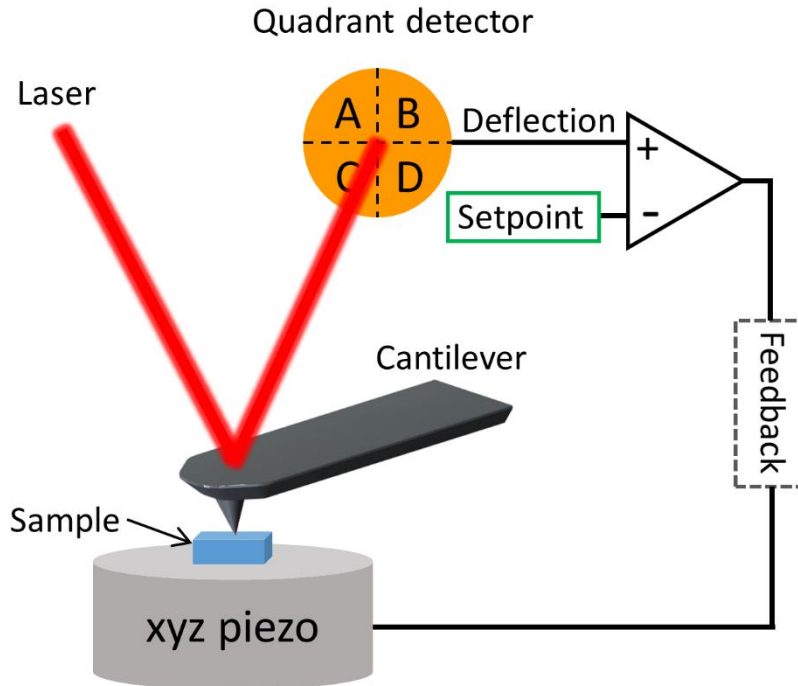 Quadrant detector
Laser
A B
C D
Deflection
+
Setpoint
-
Cantilever
Feedback
Sample
xyz piezo